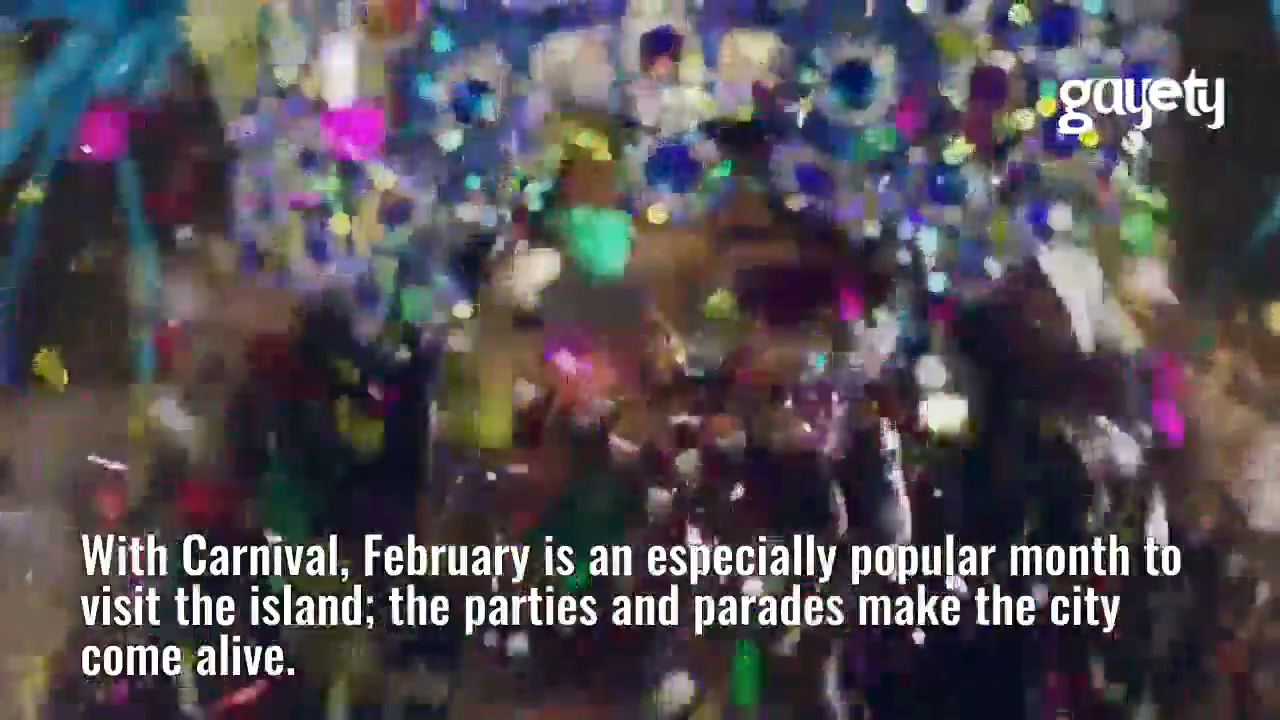 gayety
With Carnival, February is an especially popular month to
visit the island; the parties and parades make the city
come alive.